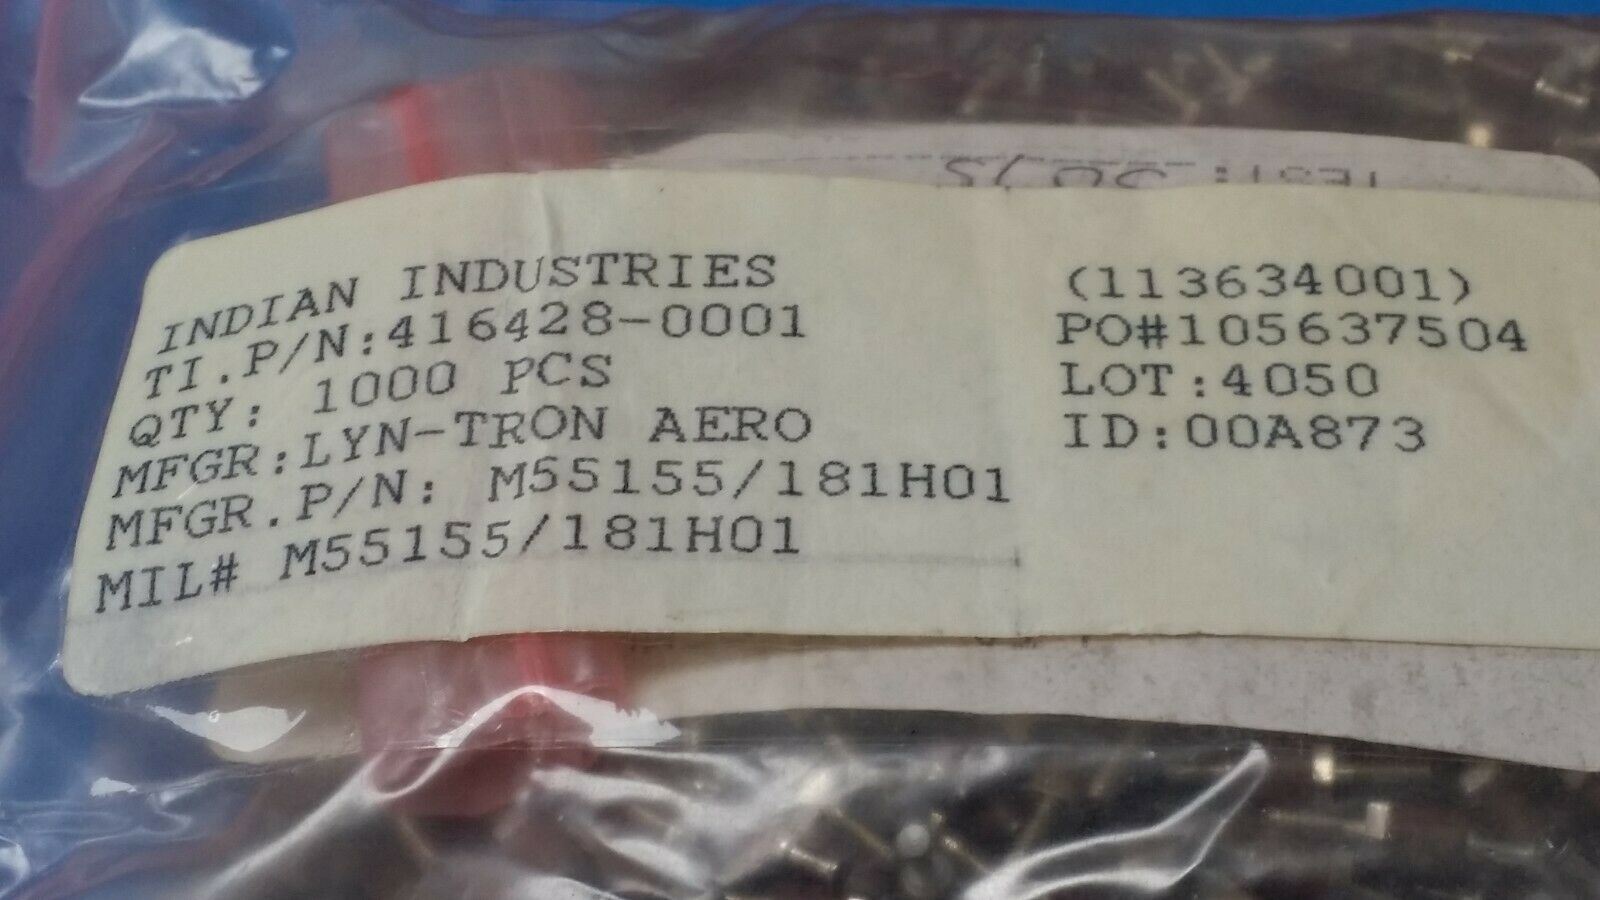 INDIAN INDUSTRIES
TI.P/N:416428-0001
QTY: 1000 PCS
MFGR:LYN-TRON AERO
MFGR.P/N: M55155/181H01
MIL# M55155/181H01
(113634001)
PO#105637504
LOT:4050
ID:00A873